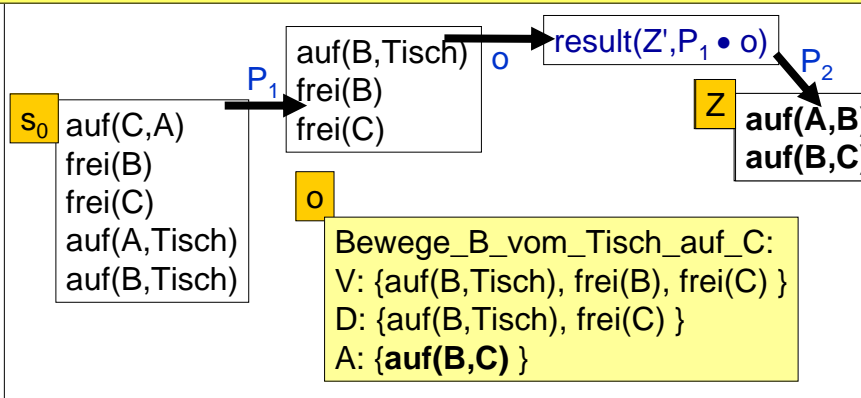 s₀
auf(C,A)
frei(B)
frei(C)
auf(A,Tisch)
auf(B,Tisch)
P₁
auf(B,Tisch)
frei(B)
frei(C)
o
result(Z',P₁ • o)
P₂
Z
auf(A,B)
auf(B,C)
o
Bewege_B_vom_Tisch_auf_C:
V: {auf(B,Tisch), frei(B), frei(C) }
D: {auf(B,Tisch), frei(C) }
A: {auf(B,C) }